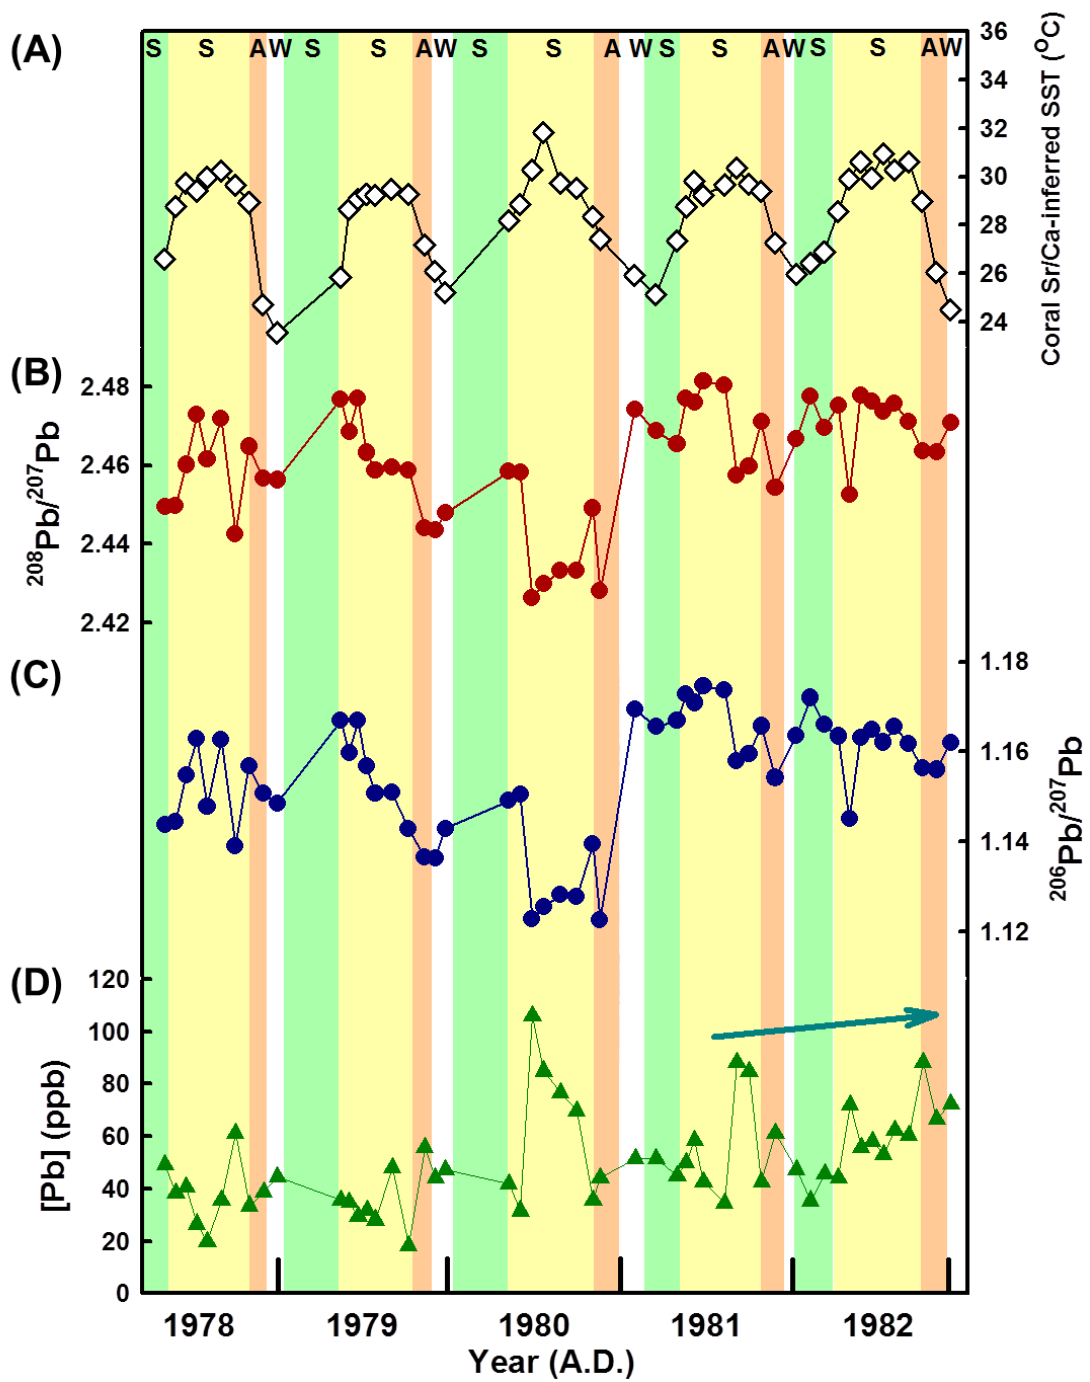 (A)
S S A W S S A W S S A W S S A W S S A W
36
34
32
30
28
26
24
Coral Sr/Ca-inferred SST (°C)
(B)
2.48
2.46
2.44
2.42
²⁰⁸Pb/²⁰⁷Pb
(C)
1.18
1.16
1.14
1.12
²⁰⁶Pb/²⁰⁷Pb
(D)
120
100
80
60
40
20
0
[Pb] (ppb)
1978 1979 1980 1981 1982
Year (A.D.)